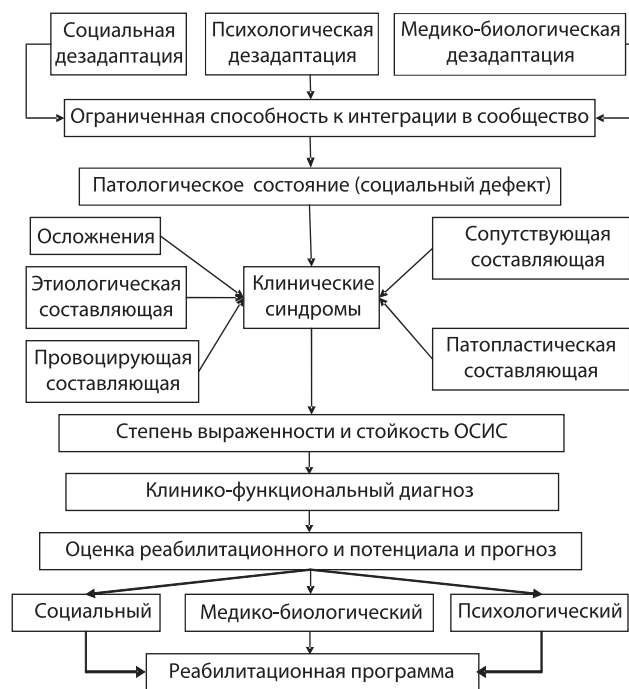 Социальная
дезадаптация
Психологическая
дезадаптация
Медико-биологическая
дезадаптация
Ограниченная способность к интеграции в сообщество
Патологическое состояние (социальный дефект)
Осложнения
Этиологическая
составляющая
Провоцирующая
составляющая
Клинические
синдромы
Сопутствующая
составляющая
Патопластическая
составляющая
Степень выраженности и стойкость ОСИС
Клинико-функциональный диагноз
Оценка реабилитационного и потенциала и прогноз
Социальный
Медико-биологический
Психологический
Реабилитационная программа